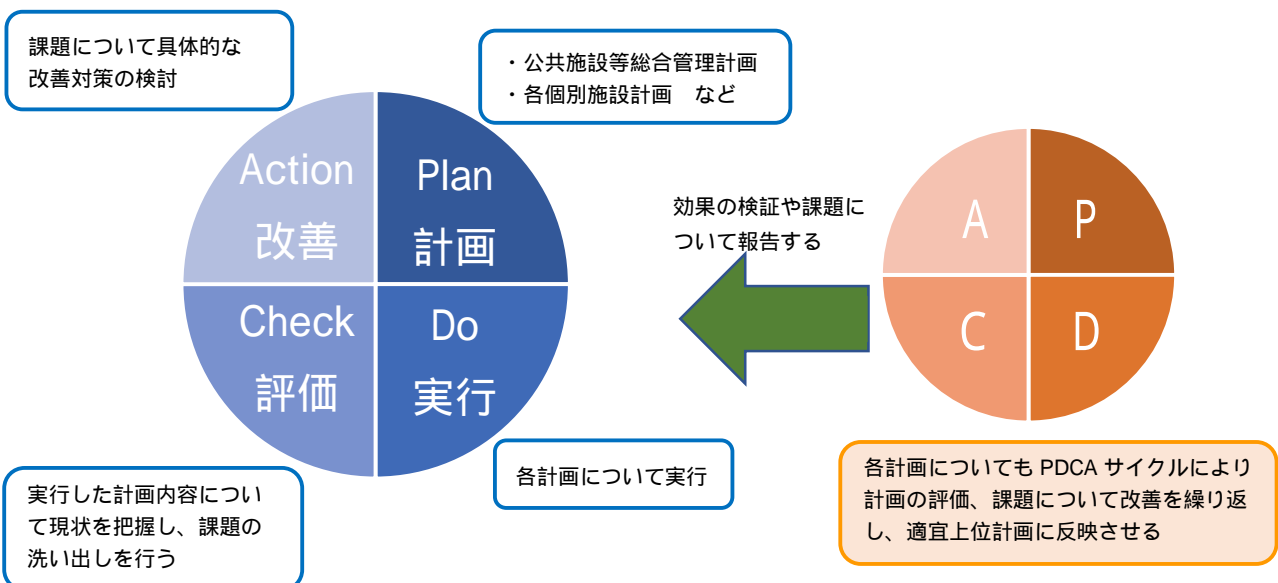 課題について具体的な
改善対策の検討
・公共施設等総合管理計画
・各個別施設計画　など
Action
改善
Plan
計画
Check
評価
Do
実行
実行した計画内容につい
て現状を把握し、課題の
洗い出しを行う
各計画について実行
効果の検証や課題に
ついて報告する
A
P
C
D
各計画についても PDCA サイクルにより
計画の評価、課題について改善を繰り返
し、適宜上位計画に反映させる